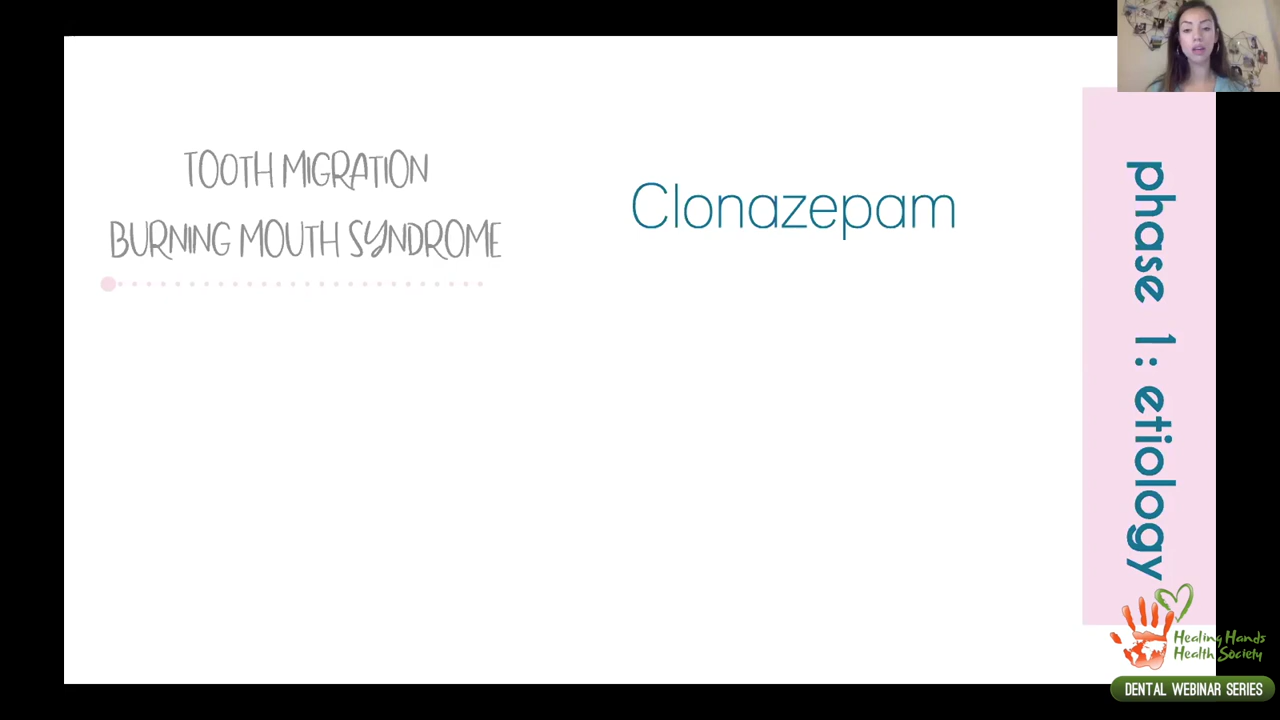 TOOTH MIGRATION
BURNING MOUTH SYNDROME
Clonazepam
phase 1: etiology
Healing Hands
Health Society
DENTAL WEBINAR SERIES